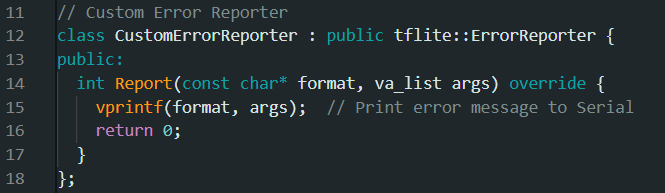 11 // Custom Error Reporter
12 class CustomErrorReporter : public tflite::ErrorReporter {
13 public:
14   int Report(const char* format, va_list args) override {
15     vprintf(format, args);  // Print error message to Serial
16     return 0;
17   }
18 };